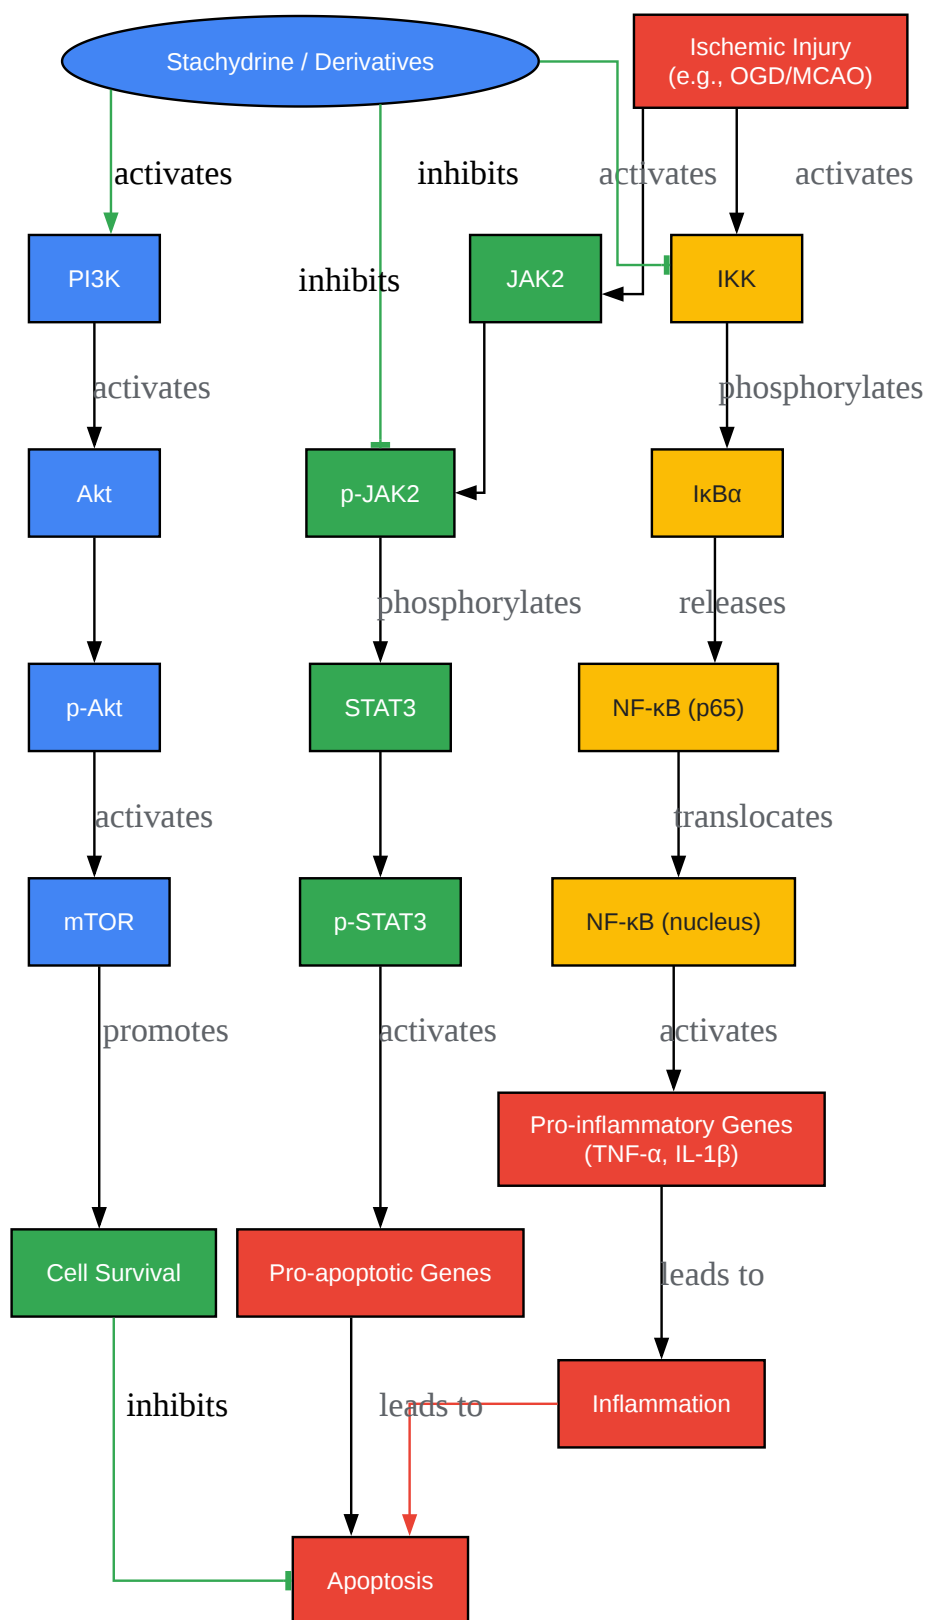 Stachydrine / Derivatives
Ischemic Injury
(e.g., OGD/MCAO)
activates
inhibits
activates
activates
PI3K
inhibits
JAK2
IKK
activates
phosphorylates
Akt
p-JAK2
IκBα
phosphorylates
releases
p-Akt
STAT3
NF-κB (p65)
activates
translocates
mTOR
p-STAT3
NF-κB (nucleus)
promotes
activates
activates
Pro-inflammatory Genes
(TNF-α, IL-1β)
Cell Survival
Pro-apoptotic Genes
leads to
inhibits
leads to
Inflammation
Apoptosis